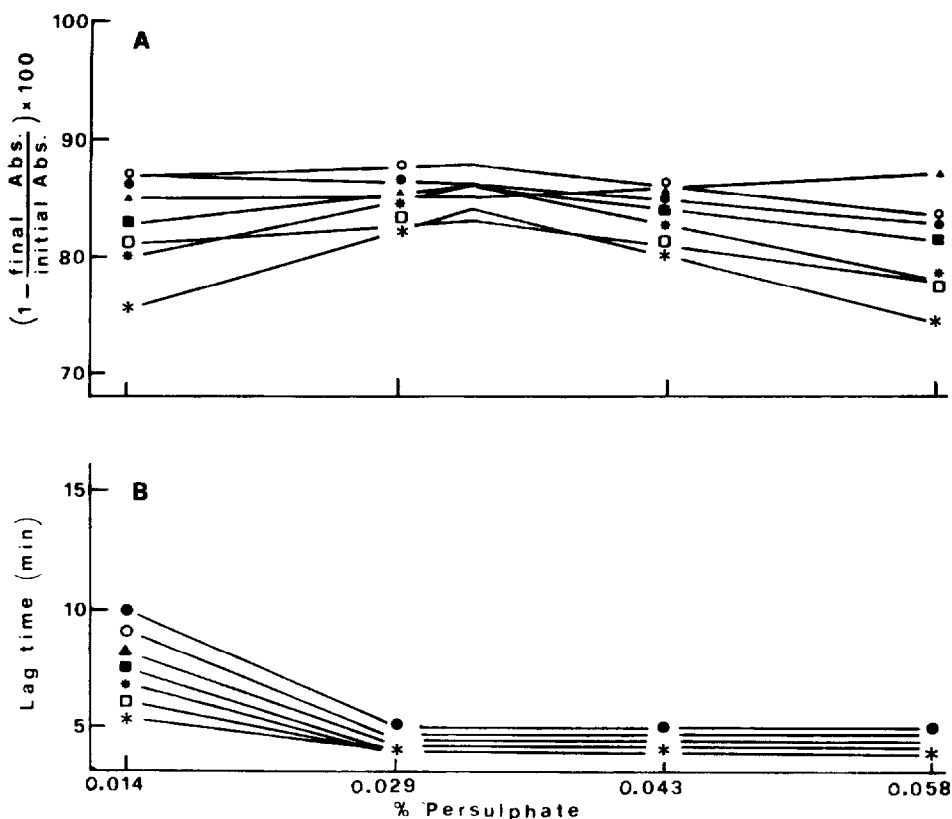 100
A
90
80
70
(1 — final Abs. / initial Abs.) × 100
B
15
10
5
Lag time (min)
0.014
0.029
0.043
0.058
% Persulphate